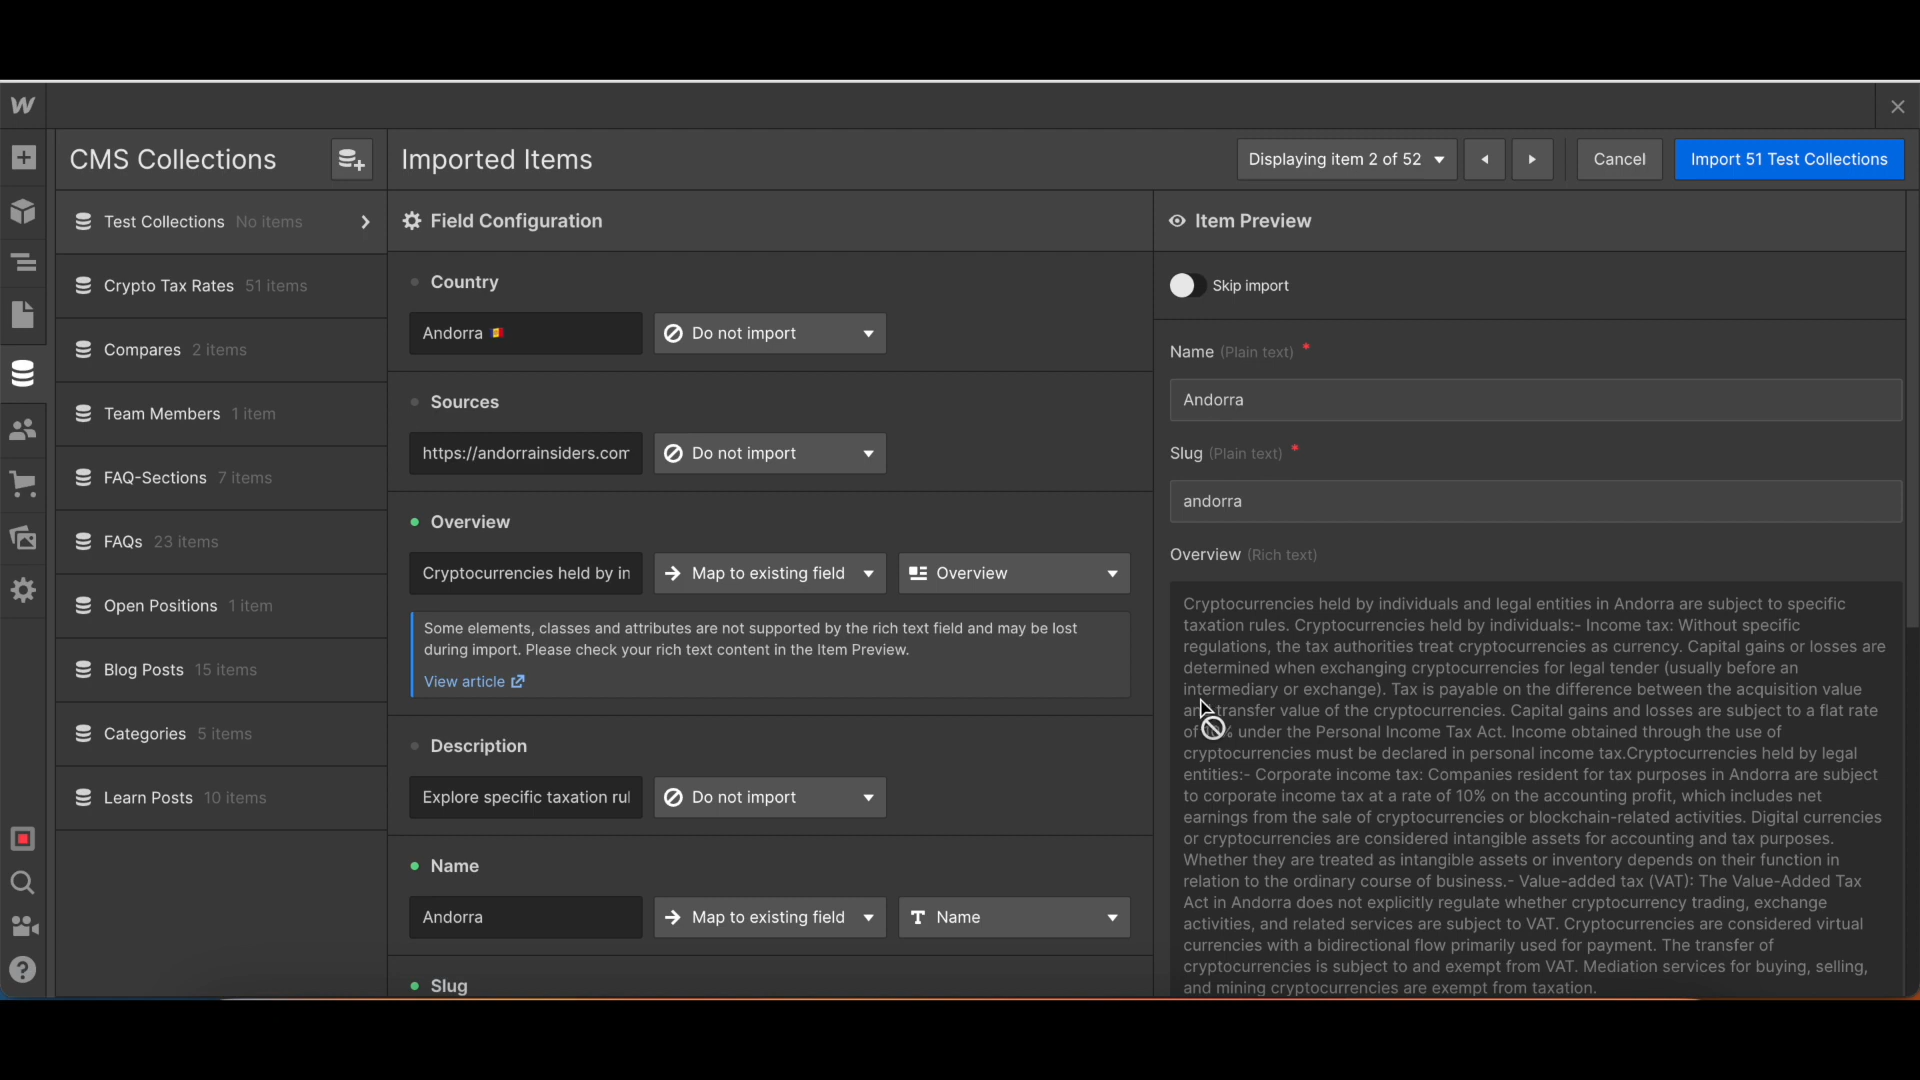 CMS Collections
Imported Items
Displaying item 2 of 52
Cancel
Import 51 Test Collections
Test Collections No items
Crypto Tax Rates 51 items
Compares 2 items
Team Members 1 item
FAQ-Sections 7 items
FAQs 23 items
Open Positions 1 item
Blog Posts 15 items
Categories 5 items
Learn Posts 10 items
Field Configuration
Country
Andorra
Do not import
Sources
https://andorrainsiders.com
Do not import
Overview
Cryptocurrencies held by in
Map to existing field
Overview
Some elements, classes and attributes are not supported by the rich text field and may be lost
during import. Please check your rich text content in the Item Preview.
View article
Description
Explore specific taxation rul
Do not import
Name
Andorra
Map to existing field
Name
Slug
Item Preview
Skip import
Name (Plain text) *
Andorra
Slug (Plain text) *
andorra
Overview (Rich text)
Cryptocurrencies held by individuals and legal entities in Andorra are subject to specific
taxation rules. Cryptocurrencies held by individuals:- Income tax: Without specific
regulations, the tax authorities treat cryptocurrencies as currency. Capital gains or losses are
determined when exchanging cryptocurrencies for legal tender (usually before an
intermediary or exchange). Tax is payable on the difference between the acquisition value
and transfer value of the cryptocurrencies. Capital gains and losses are subject to a flat rate
of under the Personal Income Tax Act. Income obtained through the use of
cryptocurrencies must be declared in personal income tax.Cryptocurrencies held by legal
entities:- Corporate income tax: Companies resident for tax purposes in Andorra are subject
to corporate income tax at a rate of 10% on the accounting profit, which includes net
earnings from the sale of cryptocurrencies or blockchain-related activities. Digital currencies
or cryptocurrencies are considered intangible assets for accounting and tax purposes.
Whether they are treated as intangible assets or inventory depends on their function in
relation to the ordinary course of business.- Value-added tax (VAT): The Value-Added Tax
Act in Andorra does not explicitly regulate whether cryptocurrency trading, exchange
activities, and related services are subject to VAT. Cryptocurrencies are considered virtual
currencies with a bidirectional flow primarily used for payment. The transfer of
cryptocurrencies is subject to and exempt from VAT. Mediation services for buying, selling,
and mining cryptocurrencies are exempt from taxation.